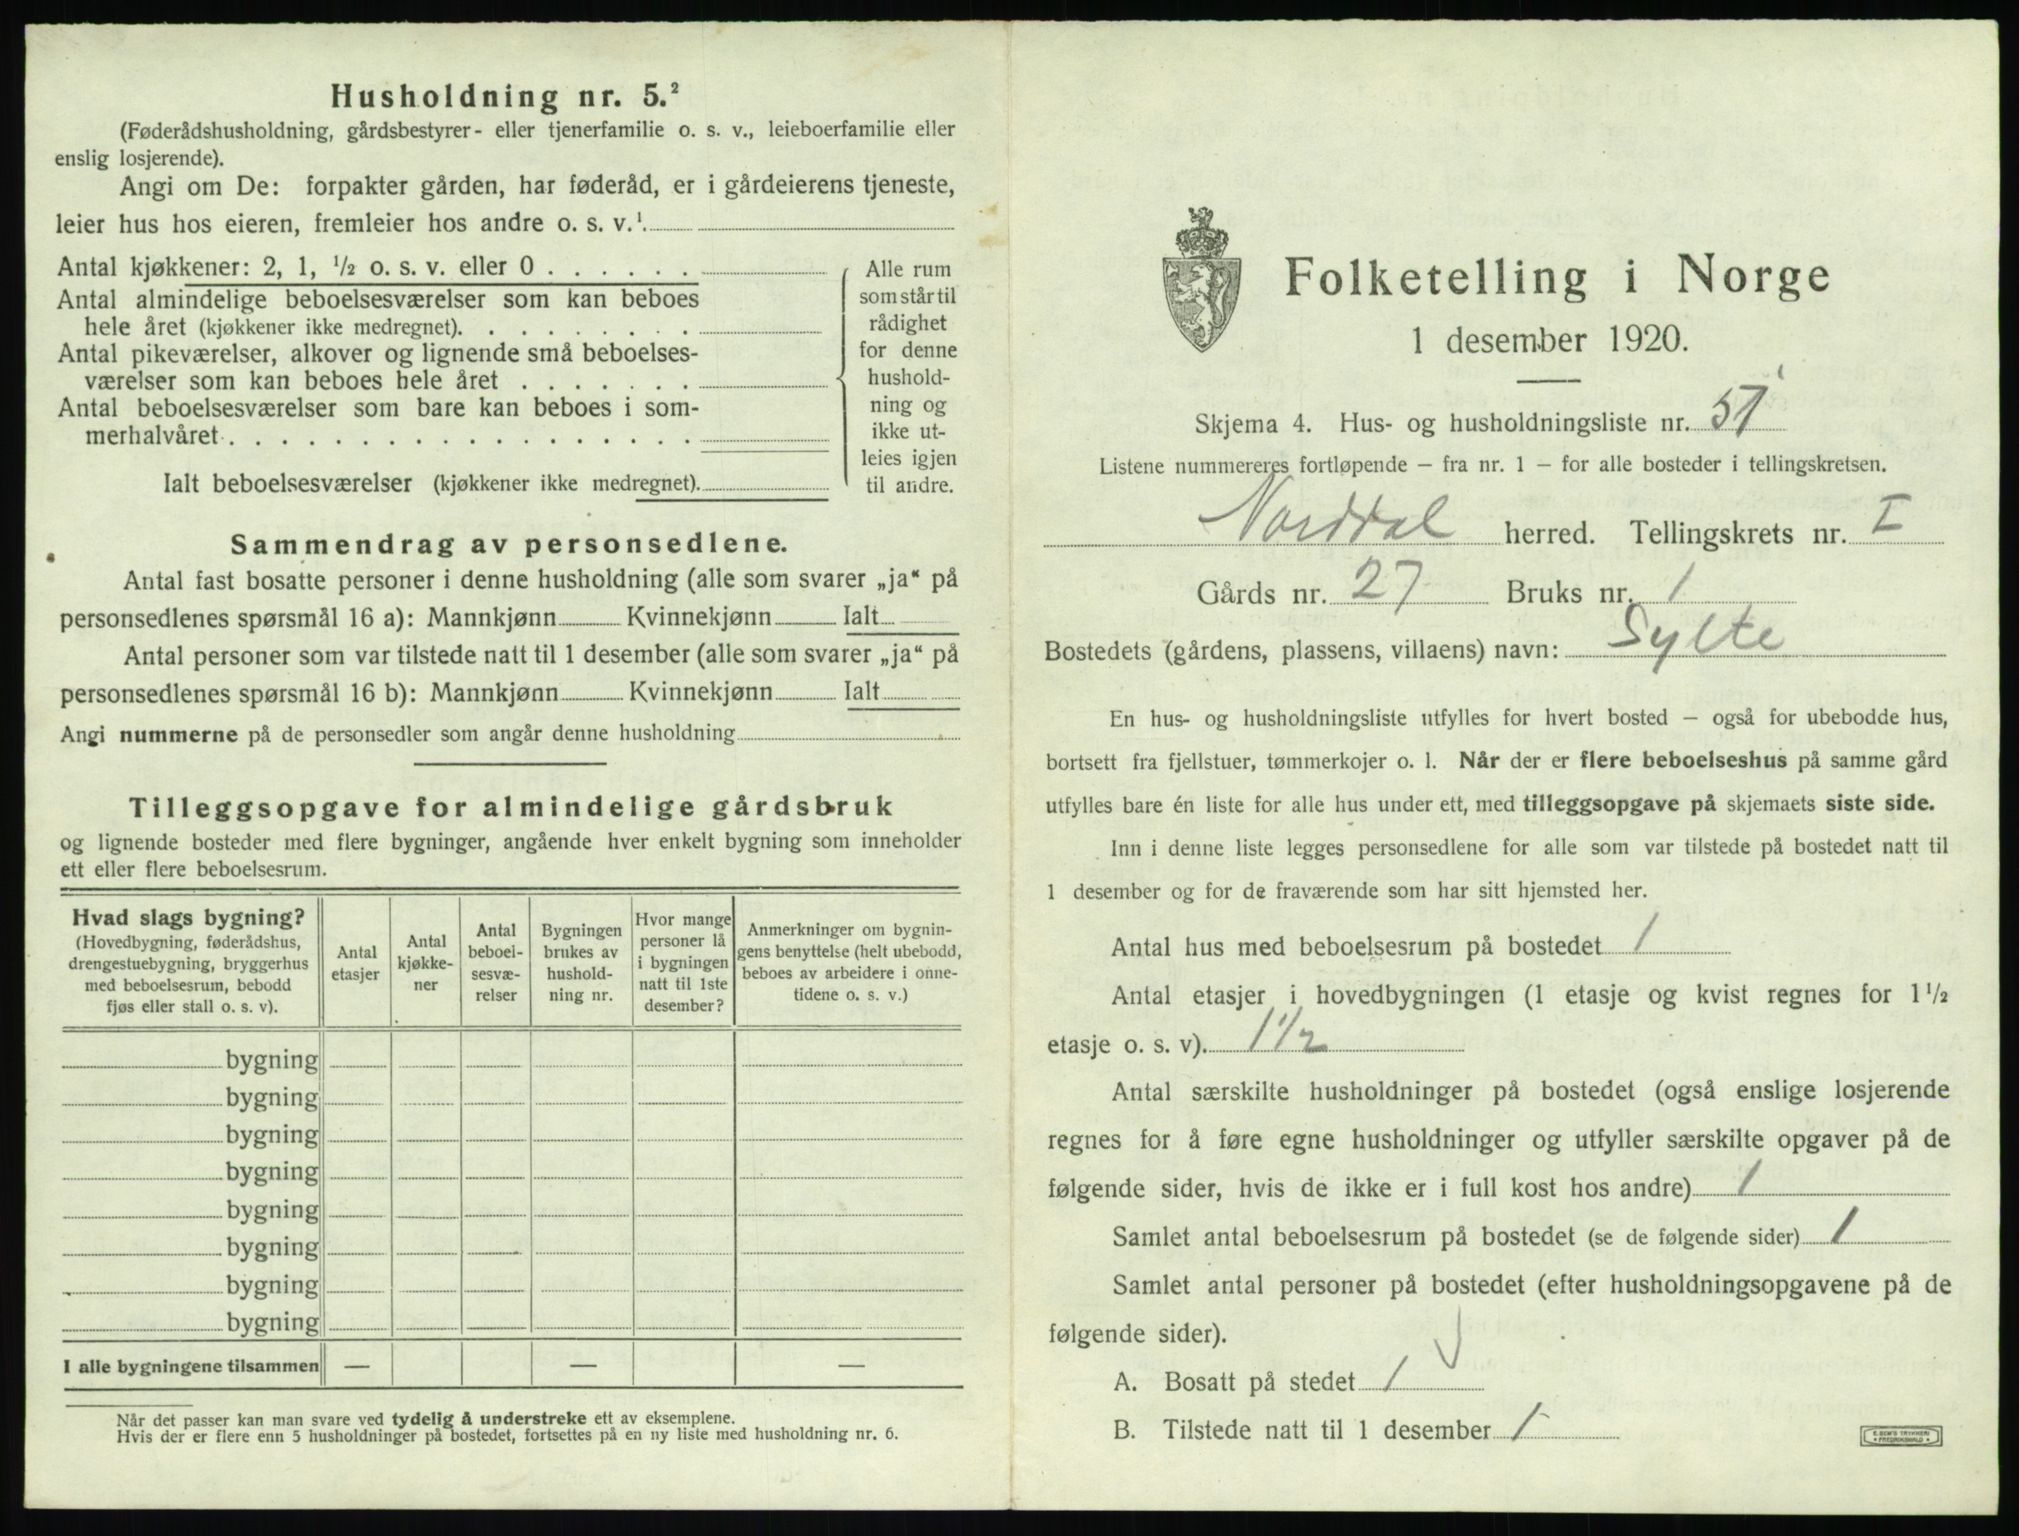 Husholdning nr. 5.²
(Føderådshusholdning, gårdsbestyrer- eller tjenerfamilie o. s. v., leieboerfamilie eller
enslig losjerende).
Angi om De: forpakter gården, har føderåd, er i gårdeierens tjeneste,
leier hus hos eieren, fremleier hos andre o. s. v.¹
Antal kjøkkener: 2, 1, ½ o. s. v. eller 0 . . . . . .
Antal almindelige beboelsesværelser som kan beboes
hele året (kjøkkener ikke medregnet). . . . . . . . .
Antal pikeværelser, alkover og lignende små beboelses-
værelser som kan beboes hele året . . . . . . .
Antal beboelsesværelser som bare kan beboes i som-
merhalvåret . . . . . . . . . . . . . . . . . .
Ialt beboelsesværelser (kjøkkener ikke medregnet).
Alle rum
som står til
rådighet
for denne
hushold-
ning og
ikke ut-
leies igjen
til andre.
Sammendrag av personsedlene.
Antal fast bosatte personer i denne husholdning (alle som svarer „ja“ på
personsedlenes spørsmål 16 a): Mannkjønn Kvinnekjønn Ialt
Antal personer som var tilstede natt til 1 desember (alle som svarer „ja“ på
personsedlenes spørsmål 16 b): Mannkjønn Kvinnekjønn Ialt
Angi nummerne på de personsedler som angår denne husholdning
Tilleggsopgave for almindelige gårdsbruk
og lignende bosteder med flere bygninger, angående hver enkelt bygning som inneholder
ett eller flere beboelsesrum.
Hvad slags bygning?
(Hovedbygning, føderådshus,
drengestuebygning, bryggerhus
med beboelsesrum, bebodd
fjøs eller stall o. s. v).
Antal
etasjer
Antal
kjøkke-
ner
Antal
beboel-
sesvæ-
relser
Bygningen
brukes av
hushold-
ning nr.
Hvor mange
personer lå
i bygningen
natt til 1ste
desember?
Anmerkninger om bygnin-
gens benyttelse (helt ubebodd,
beboes av arbeidere i onne-
tidene o. s. v.)
bygning
bygning
bygning
bygning
bygning
bygning
bygning
bygning
I alle bygningene tilsammen — — —
Når det passer kan man svare ved tydelig å understreke ett av eksemplene.
Hvis der er flere enn 5 husholdninger på bostedet, fortsettes på en ny liste med husholdning nr. 6.
Folketelling i Norge
1 desember 1920.
Skjema 4. Hus- og husholdningsliste nr. 51
Listene nummereres fortløpende – fra nr. 1 – for alle bosteder i tellingskretsen.
Norddal herred. Tellingskrets nr. I
Gårds nr. 27 Bruks nr. 1
Bostedets (gårdens, plassens, villaens) navn: Sylte
En hus- og husholdningsliste utfylles for hvert bosted – også for ubebodde hus,
bortsett fra fjellstuer, tømmerkojer o. l. Når der er flere beboelseshus på samme gård
utfylles bare én liste for alle hus under ett, med tilleggsopgave på skjemaets siste side.
Inn i denne liste legges personsedlene for alle som var tilstede på bostedet natt til
1 desember og for de fraværende som har sitt hjemsted her.
Antal hus med beboelsesrum på bostedet 1
Antal etasjer i hovedbygningen (1 etasje og kvist regnes for 1½
etasje o. s. v). 1½
Antal særskilte husholdninger på bostedet (også enslige losjerende
regnes for å føre egne husholdninger og utfyller særskilte opgaver på de
følgende sider, hvis de ikke er i full kost hos andre) 1
Samlet antal beboelsesrum på bostedet (se de følgende sider) 1
Samlet antal personer på bostedet (efter husholdningsopgavene på de
følgende sider).
A. Bosatt på stedet 1
B. Tilstede natt til 1 desember 1